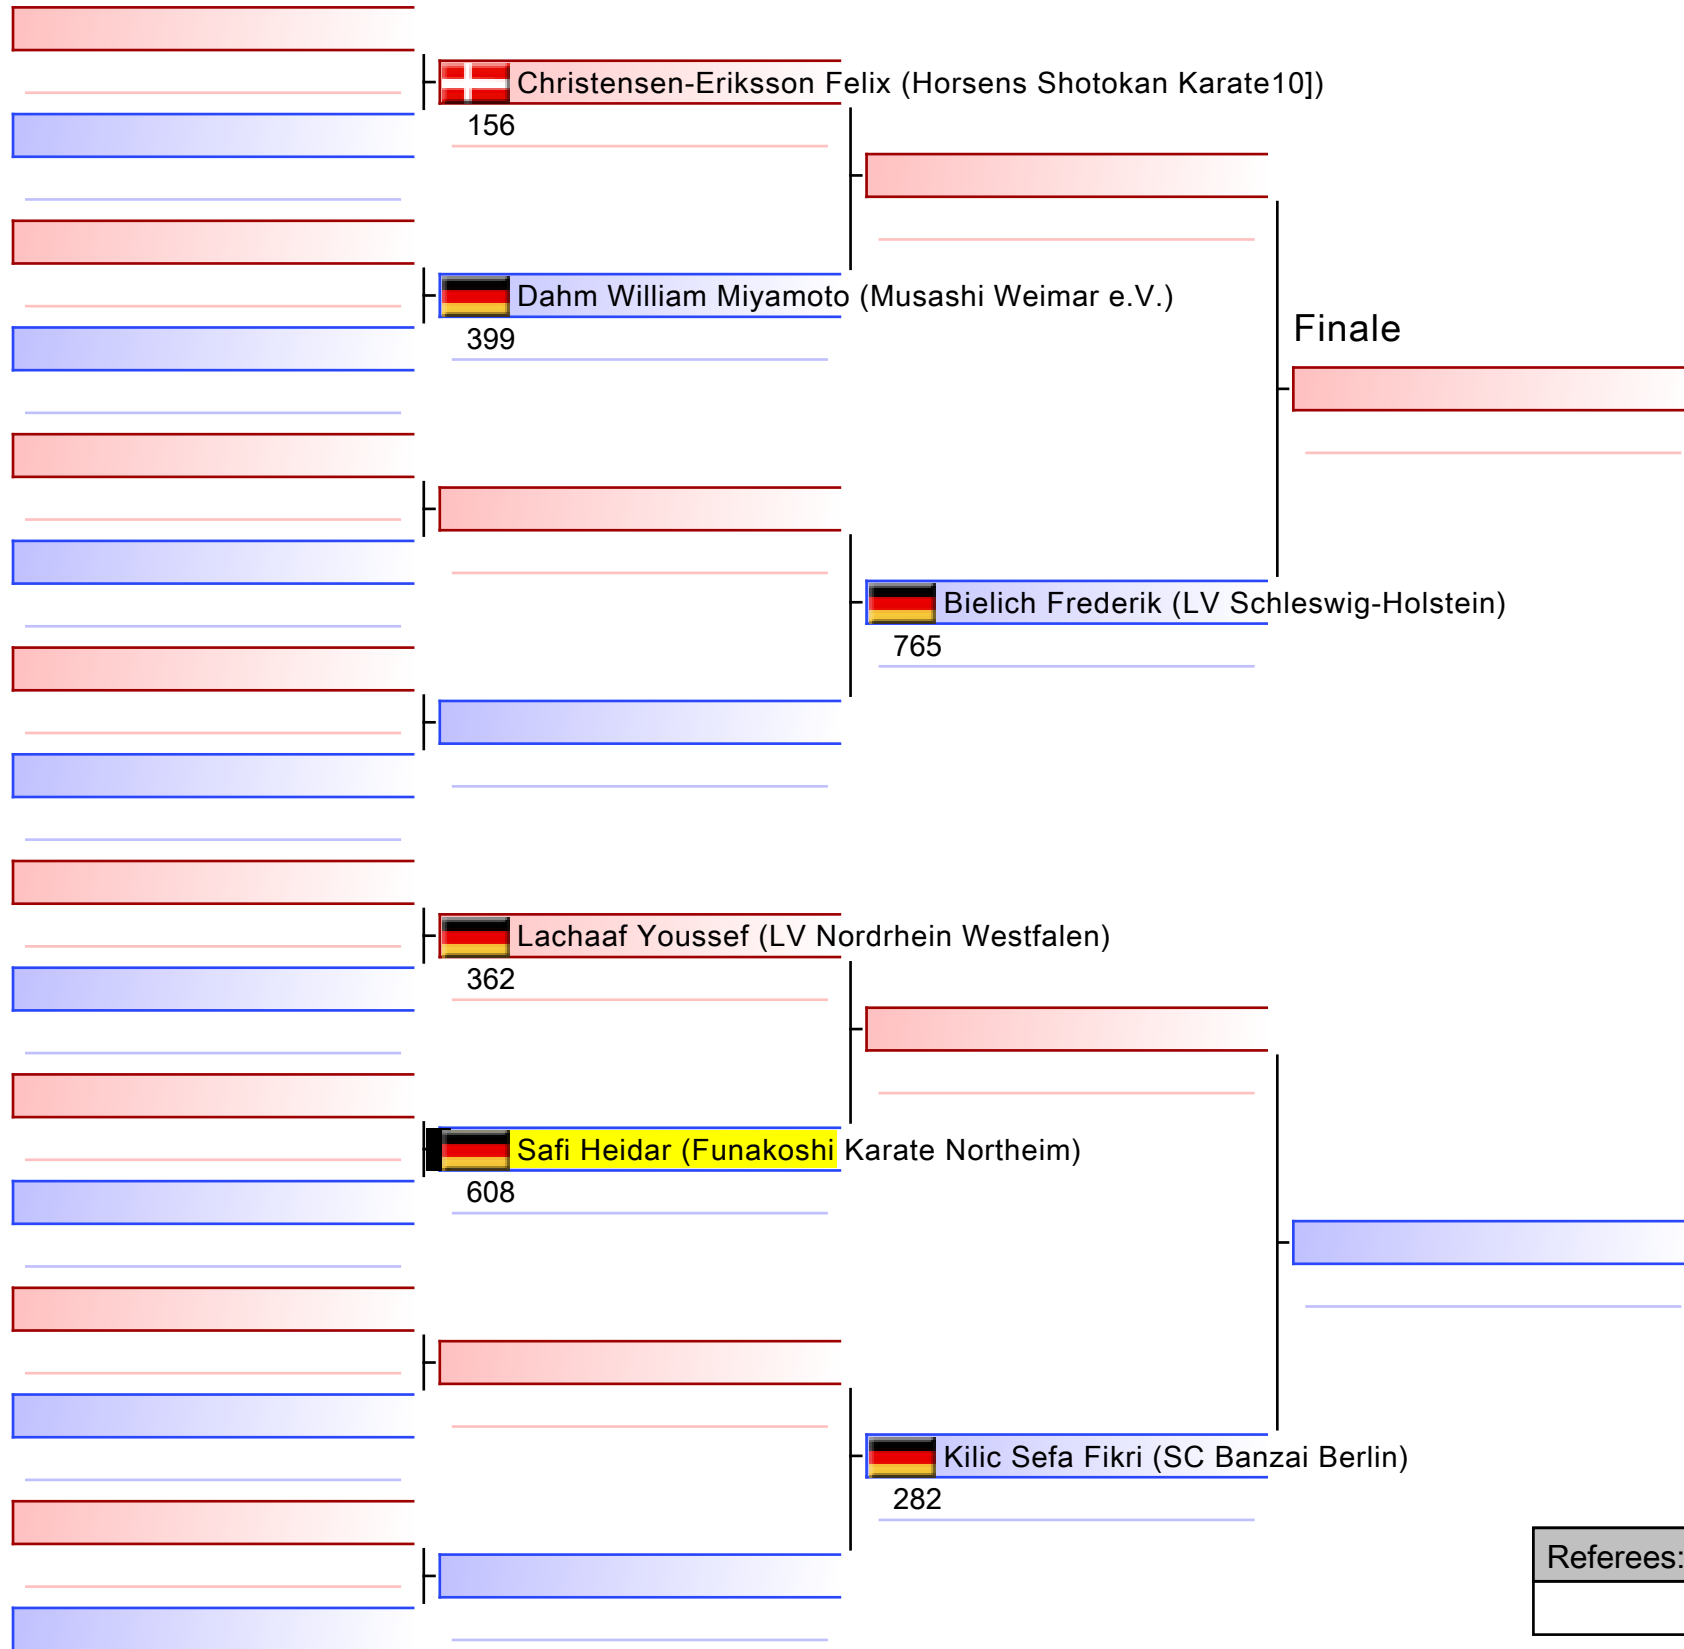 Christensen-Eriksson Felix (Horsens Shotokan Karate10])
156
Dahm William Miyamoto (Musashi Weimar e.V.)
399
Finale
Bielich Frederik (LV Schleswig-Holstein)
765
Lachaaf Youssef (LV Nordrhein Westfalen)
362
Safi Heidar (Funakoshi Karate Northeim)
608
Kilic Sefa Fikri (SC Banzai Berlin)
282
Referees: